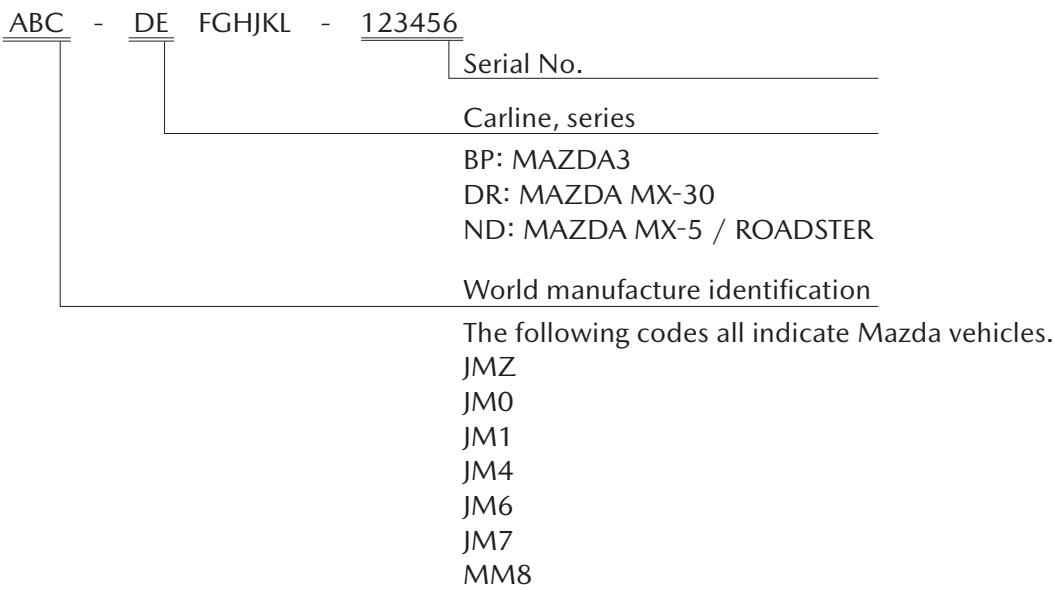 ABC - DE FGHJKL - 123456
Serial No.
Carline, series
BP: MAZDA3
DR: MAZDA MX-30
ND: MAZDA MX-5 / ROADSTER
World manufacture identification
The following codes all indicate Mazda vehicles.
JMZ
JM0
JM1
JM4
JM6
JM7
MM8